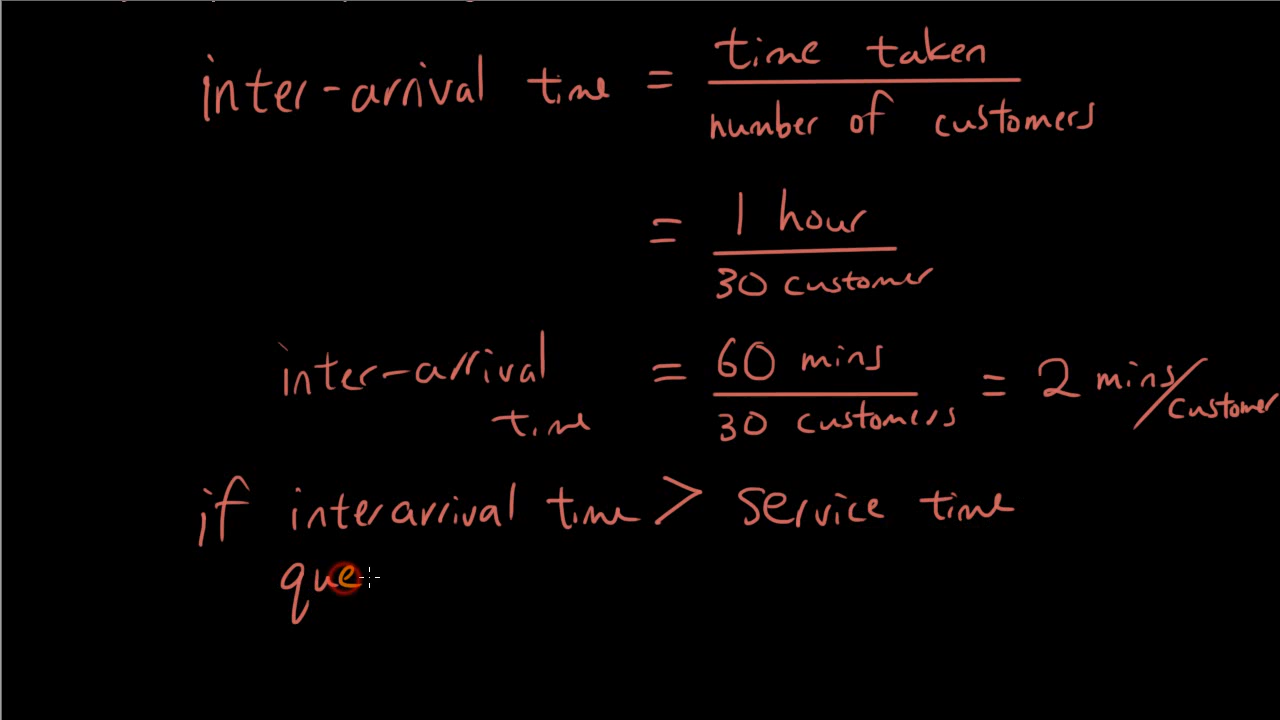 inter-arrival time = time taken
number of customers
= 1 hour
30 customer
inter-arrival time = 60 mins
30 customers
= 2 mins/customer
if interarrival time > service time
que